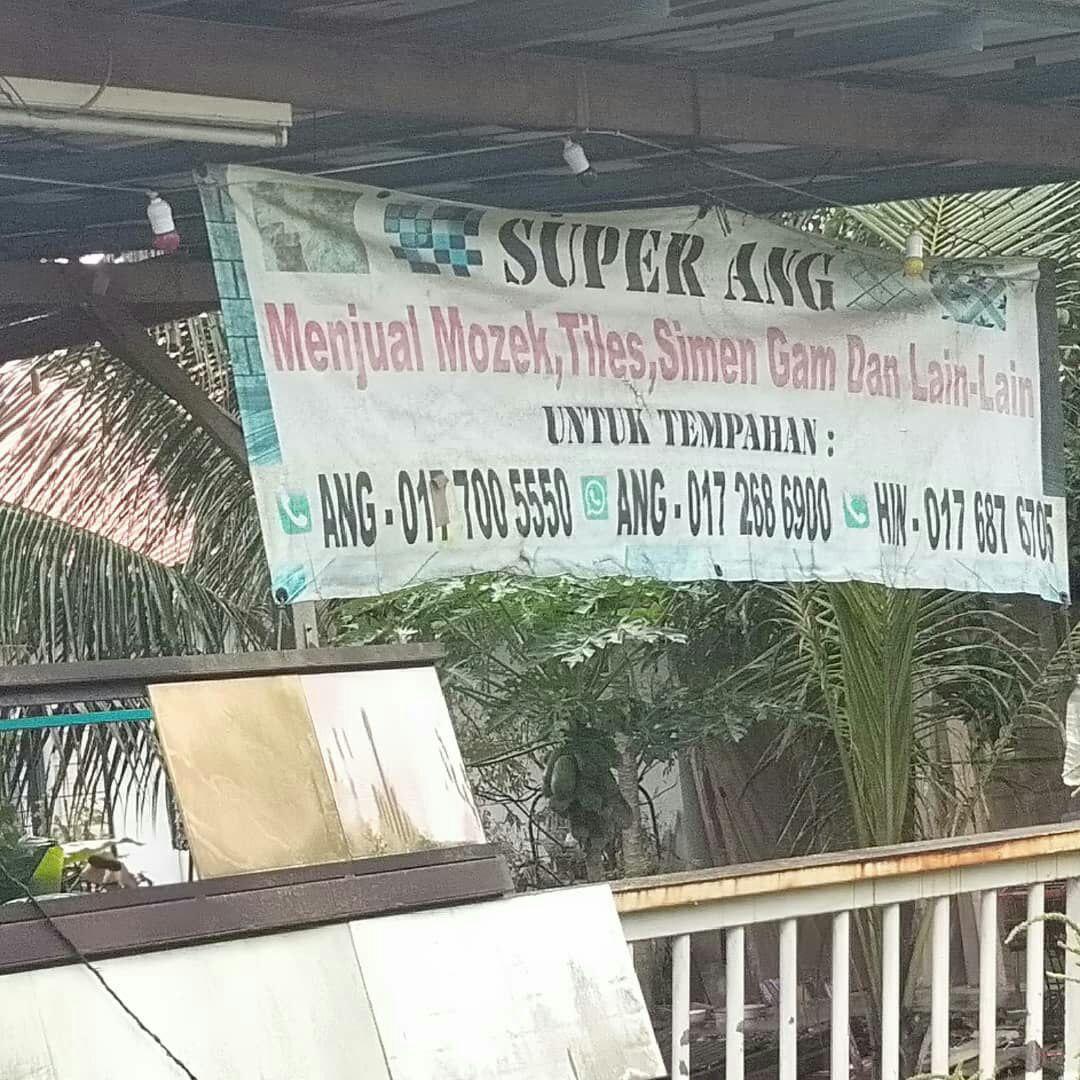 SUPER ANG
Menjual Mozek,Tiles,Simen Gam Dan Lain-Lain
UNTUK TEMPAHAN :
ANG - 017 700 5550 ANG - 017 268 6900 HIN - 017 687 6705